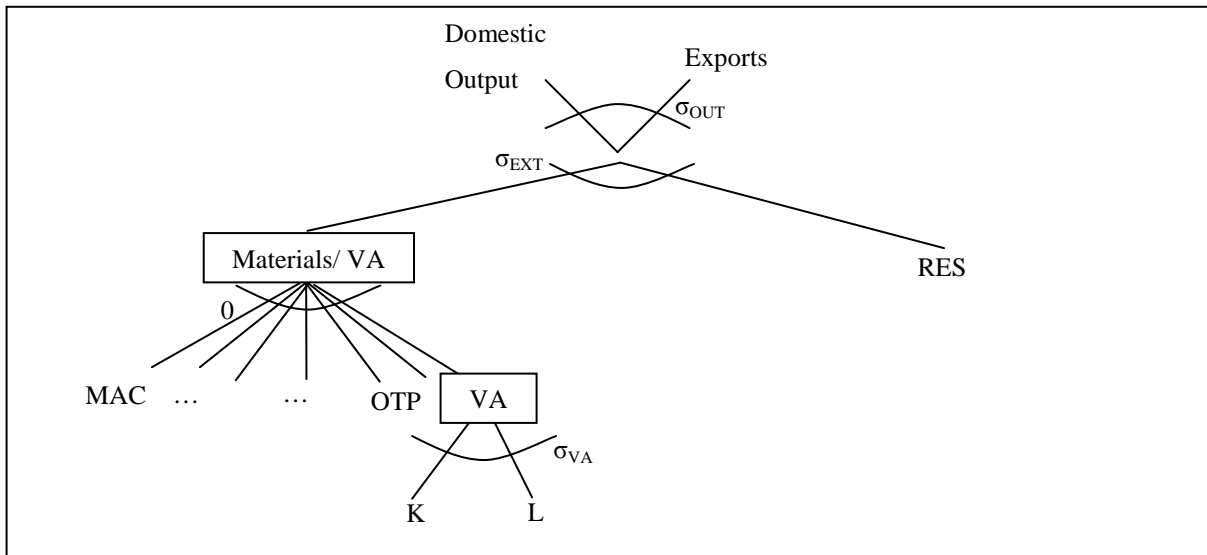 Domestic
Output
Exports
σOUT
σEXT
Materials/ VA
RES
0
MAC
…
…
OTP
VA
σVA
K
L